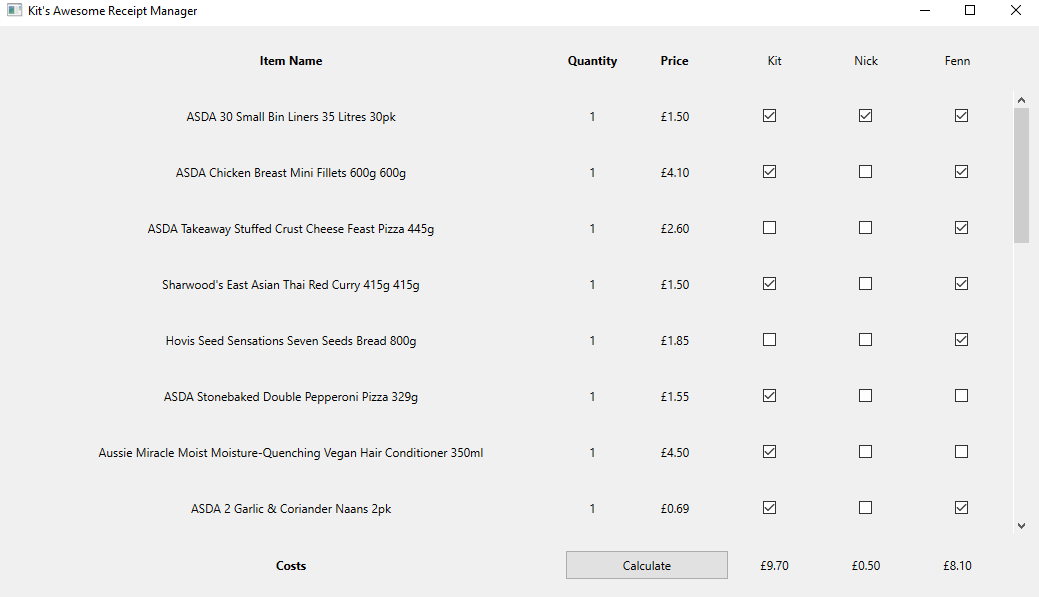 Kit's Awesome Receipt Manager
Item Name Quantity Price Kit Nick Fenn
ASDA 30 Small Bin Liners 35 Litres 30pk 1 £1.50
ASDA Chicken Breast Mini Fillets 600g 600g 1 £4.10
ASDA Takeaway Stuffed Crust Cheese Feast Pizza 445g 1 £2.60
Sharwood's East Asian Thai Red Curry 415g 415g 1 £1.50
Hovis Seed Sensations Seven Seeds Bread 800g 1 £1.85
ASDA Stonebaked Double Pepperoni Pizza 329g 1 £1.55
Aussie Miracle Moist Moisture-Quenching Vegan Hair Conditioner 350ml 1 £4.50
ASDA 2 Garlic & Coriander Naans 2pk 1 £0.69
Costs Calculate £9.70 £0.50 £8.10